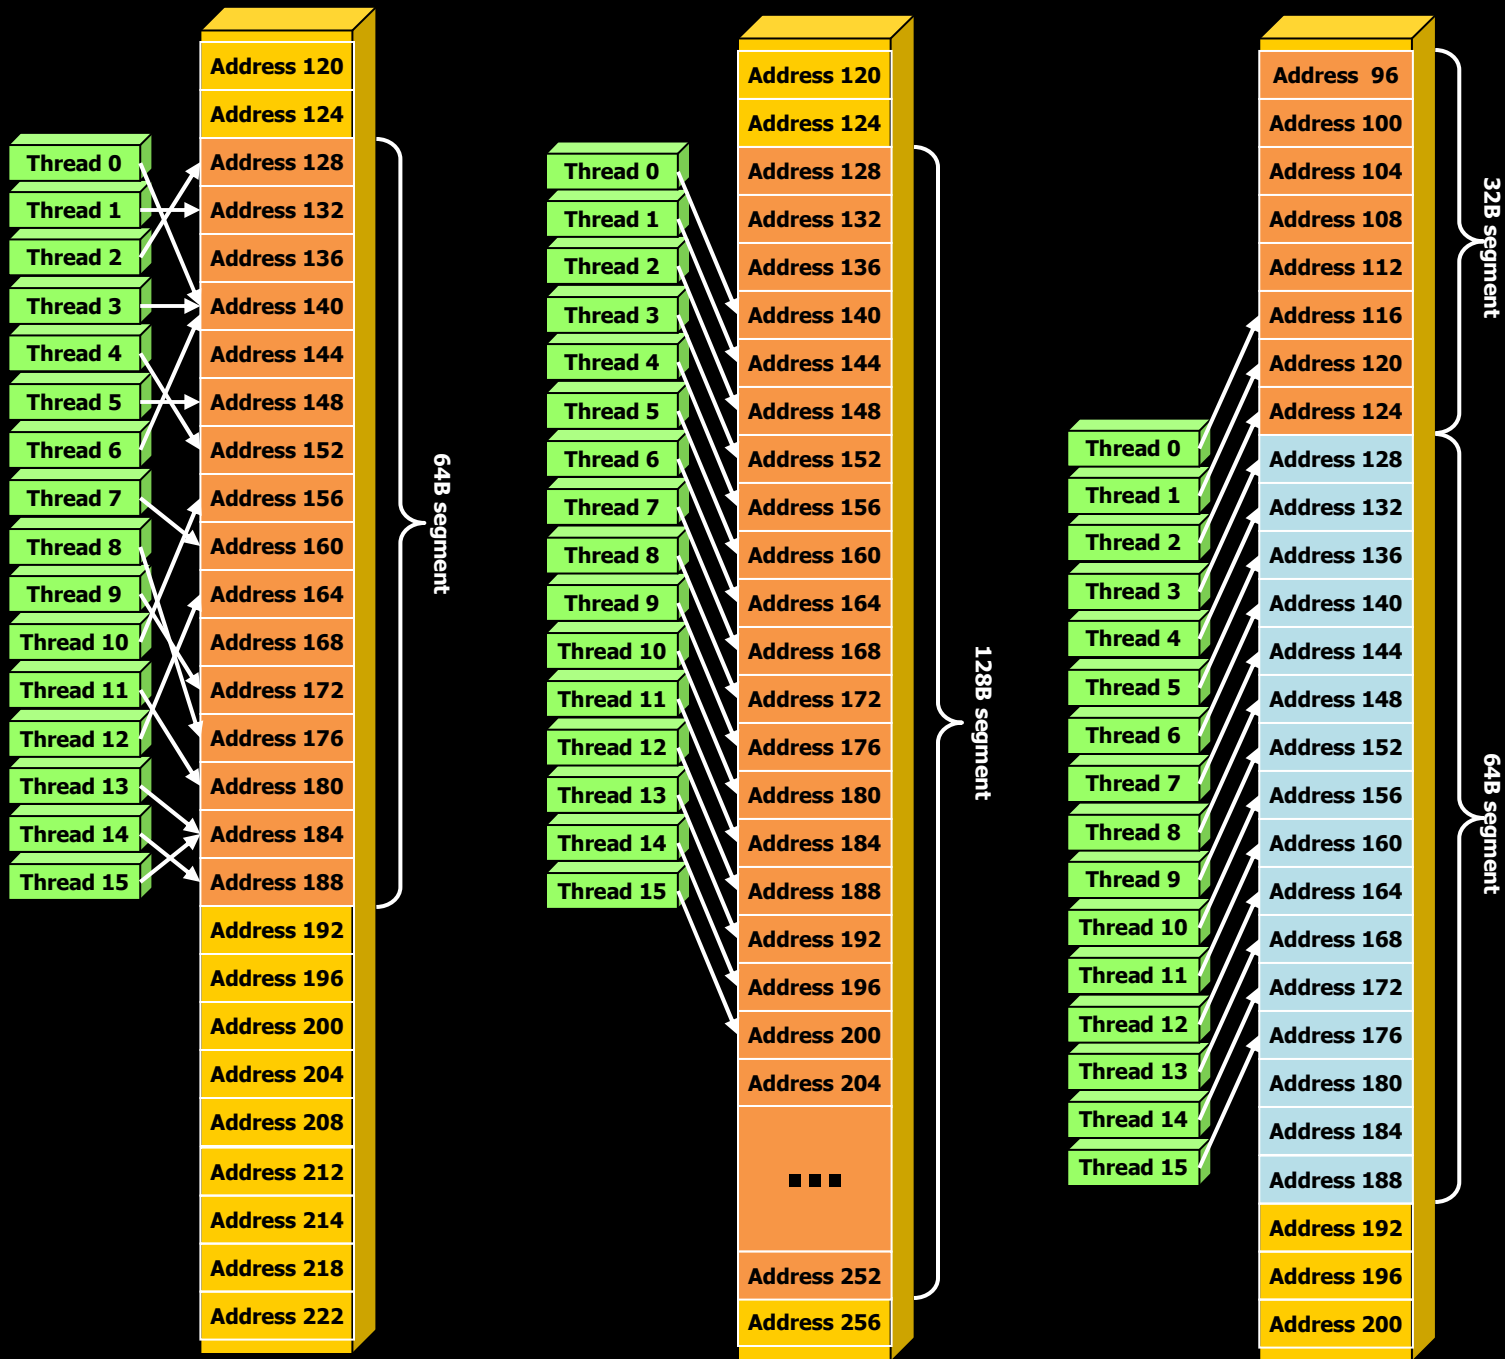 Thread 0
Thread 1
Thread 2
Thread 3
Thread 4
Thread 5
Thread 6
Thread 7
Thread 8
Thread 9
Thread 10
Thread 11
Thread 12
Thread 13
Thread 14
Thread 15
Address 120
Address 124
Address 128
Address 132
Address 136
Address 140
Address 144
Address 148
Address 152
Address 156
Address 160
Address 164
Address 168
Address 172
Address 176
Address 180
Address 184
Address 188
Address 192
Address 196
Address 200
Address 204
Address 208
Address 212
Address 214
Address 218
Address 222
64B segment
Thread 0
Thread 1
Thread 2
Thread 3
Thread 4
Thread 5
Thread 6
Thread 7
Thread 8
Thread 9
Thread 10
Thread 11
Thread 12
Thread 13
Thread 14
Thread 15
Address 120
Address 124
Address 128
Address 132
Address 136
Address 140
Address 144
Address 148
Address 152
Address 156
Address 160
Address 164
Address 168
Address 172
Address 176
Address 180
Address 184
Address 188
Address 192
Address 196
Address 200
Address 204
...
Address 252
Address 256
128B segment
Thread 0
Thread 1
Thread 2
Thread 3
Thread 4
Thread 5
Thread 6
Thread 7
Thread 8
Thread 9
Thread 10
Thread 11
Thread 12
Thread 13
Thread 14
Thread 15
Address 96
Address 100
Address 104
Address 108
Address 112
Address 116
Address 120
Address 124
Address 128
Address 132
Address 136
Address 140
Address 144
Address 148
Address 152
Address 156
Address 160
Address 164
Address 168
Address 172
Address 176
Address 180
Address 184
Address 188
Address 192
Address 196
Address 200
32B segment
64B segment